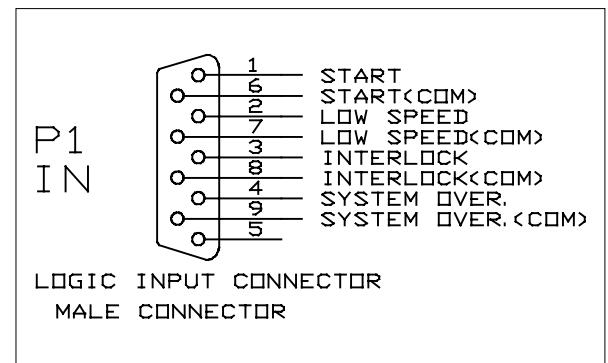 1 START
6 START(COM)
2 LOW SPEED
P1 7 LOW SPEED(COM)
IN 3 INTERLOCK
8 INTERLOCK(COM)
4 SYSTEM OVER.
9 SYSTEM OVER.(COM)
5
LOGIC INPUT CONNECTOR
MALE CONNECTOR